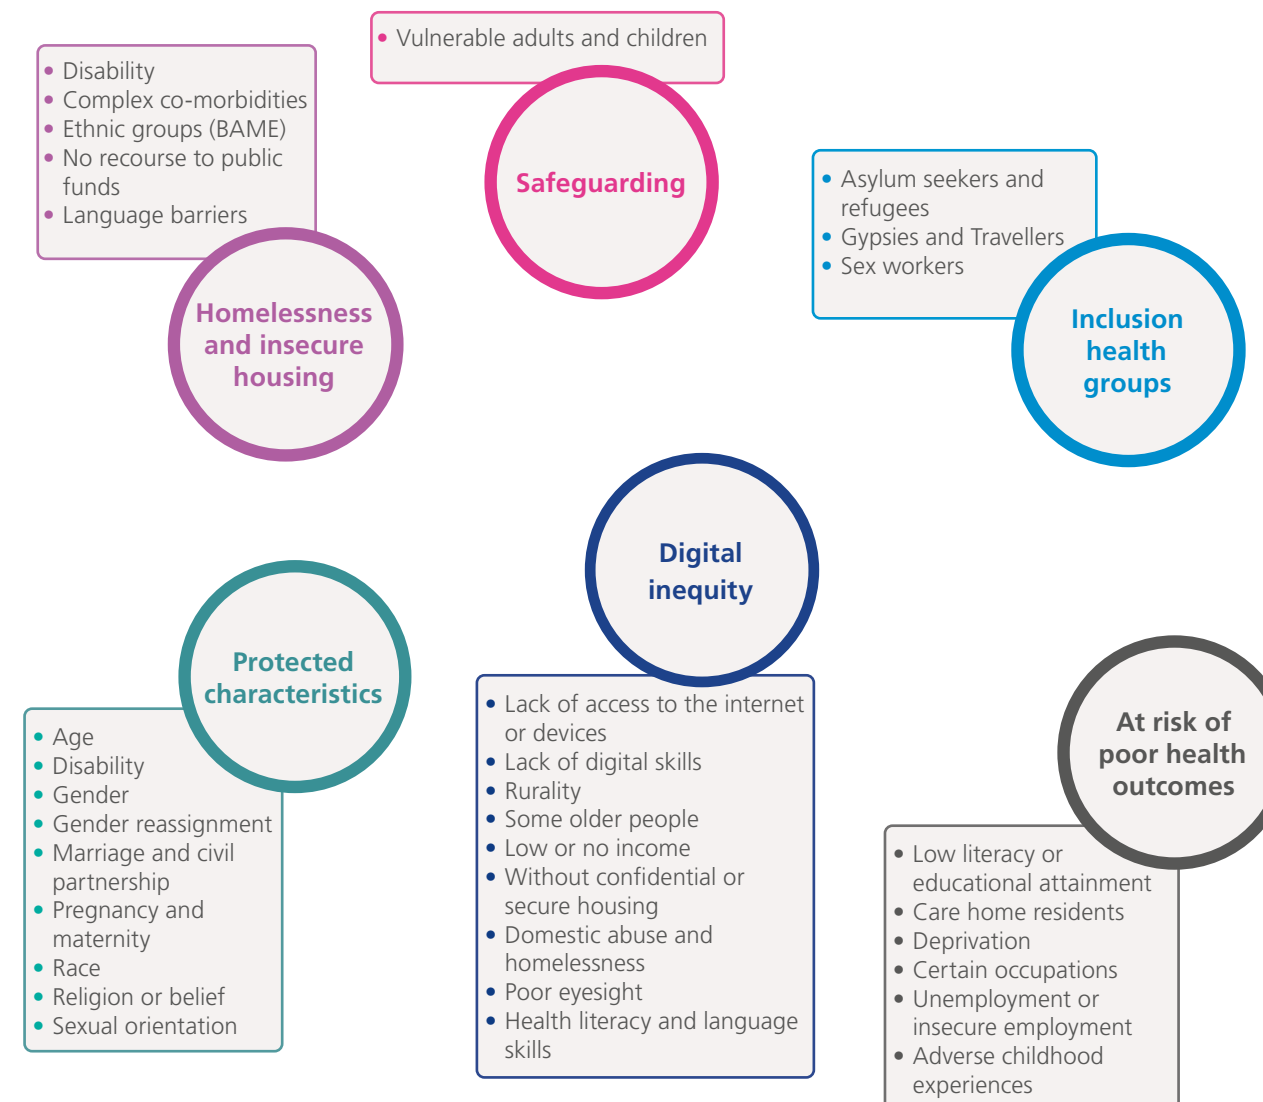 • Vulnerable adults and children
Safeguarding
• Disability
• Complex co-morbidities
• Ethnic groups (BAME)
• No recourse to public
funds
• Language barriers
Homelessness
and insecure
housing
• Asylum seekers and
refugees
• Gypsies and Travellers
• Sex workers
Inclusion
health
groups
Digital
inequity
• Lack of access to the internet
or devices
• Lack of digital skills
• Rurality
• Some older people
• Low or no income
• Without confidential or
secure housing
• Domestic abuse and
homelessness
• Poor eyesight
• Health literacy and language
skills
Protected
characteristics
• Age
• Disability
• Gender
• Gender reassignment
• Marriage and civil
partnership
• Pregnancy and
maternity
• Race
• Religion or belief
• Sexual orientation
At risk of
poor health
outcomes
• Low literacy or
educational attainment
• Care home residents
• Deprivation
• Certain occupations
• Unemployment or
insecure employment
• Adverse childhood
experiences